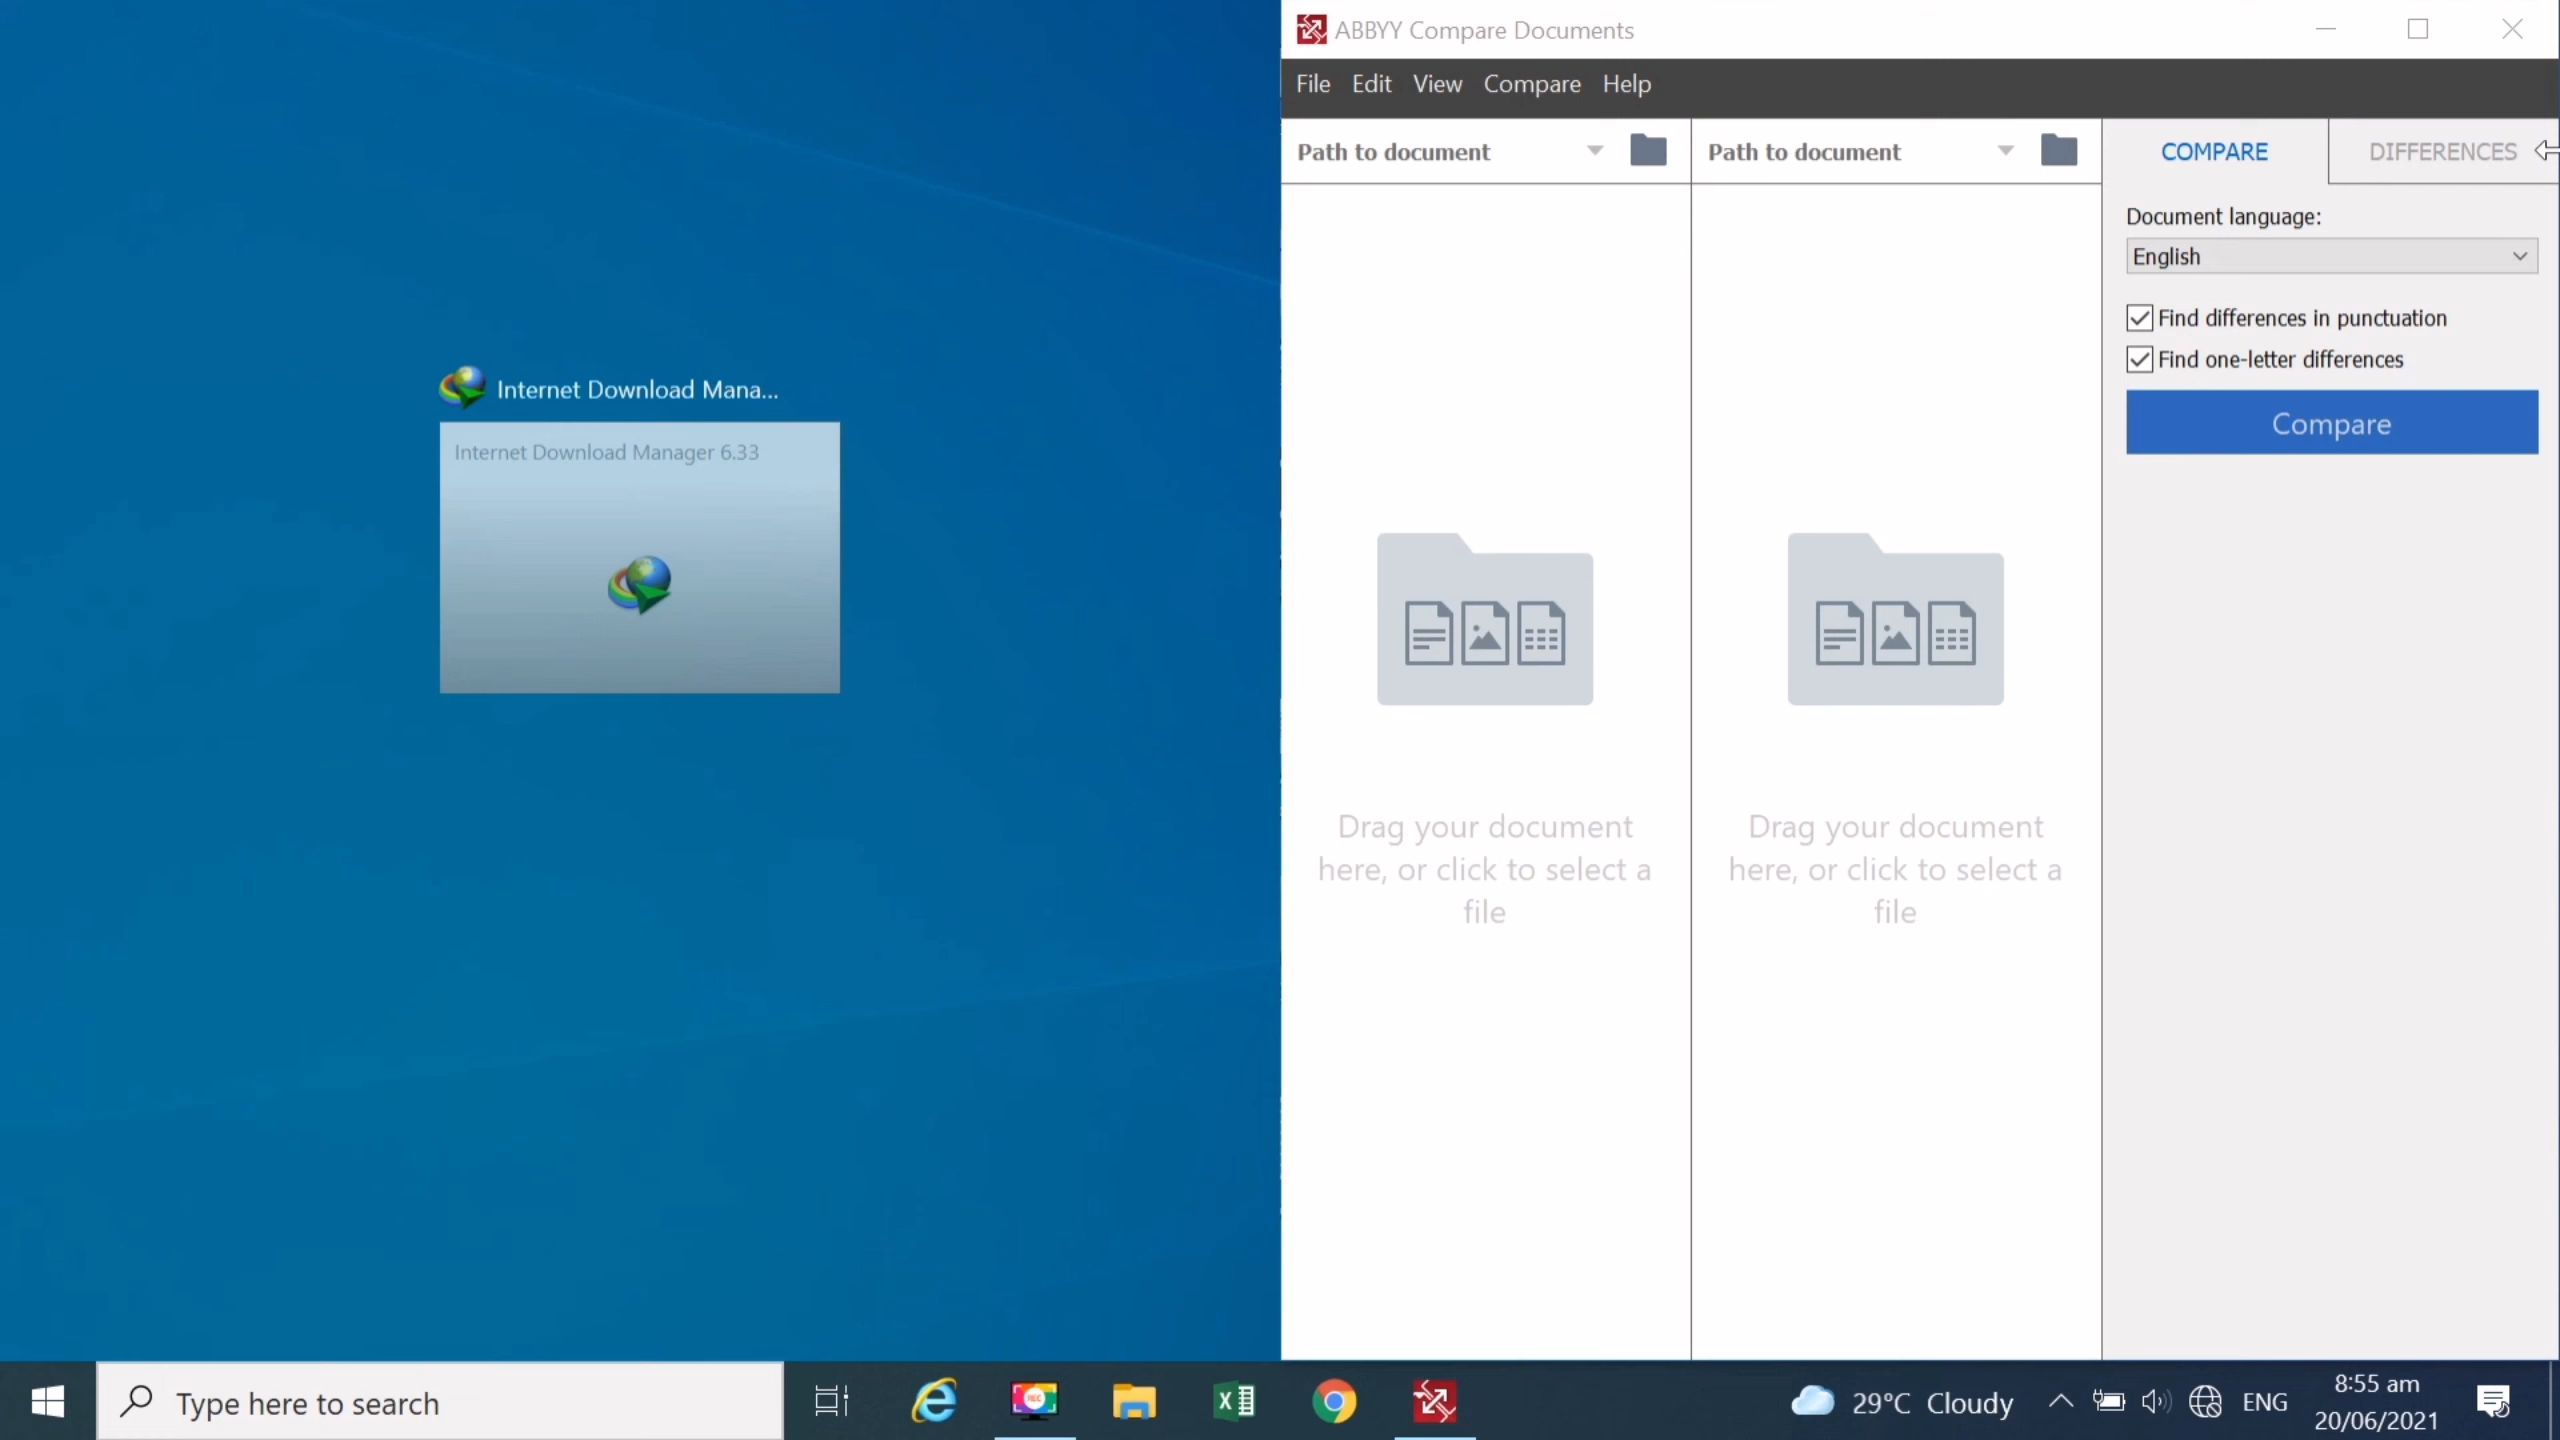 Internet Download Mana...
Internet Download Manager 6.33
ABBYY Compare Documents
File Edit View Compare Help
Path to document
Path to document
COMPARE
DIFFERENCES
Document language:
English
Find differences in punctuation
Find one-letter differences
Compare
Drag your document
here, or click to select a
file
Drag your document
here, or click to select a
file
Type here to search
REC
29°C Cloudy
ENG
8:55 am
20/06/2021